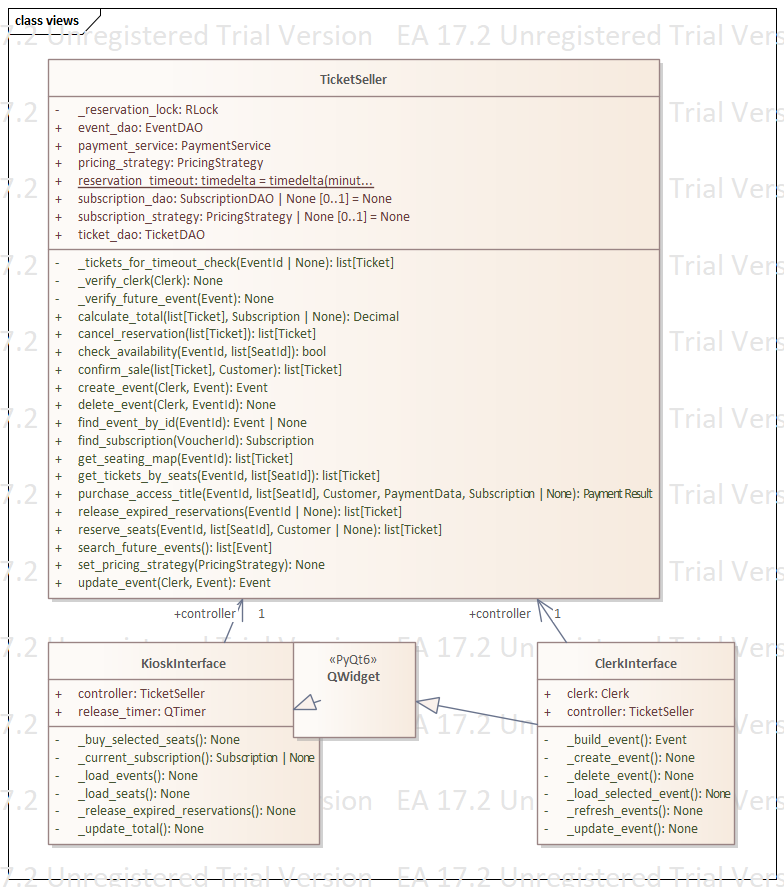 class views
EA 17.2 Unregistered Trial Version
TicketSeller
- _reservation_lock: RLock
+ event_dao: EventDAO
+ payment_service: PaymentService
+ pricing_strategy: PricingStrategy
+ reservation_timeout: timedelta = timedelta(minut...
+ subscription_dao: SubscriptionDAO | None [0..1] = None
+ subscription_strategy: PricingStrategy | None [0..1] = None
+ ticket_dao: TicketDAO
- _tickets_for_timeout_check(EventId | None): list[Ticket]
- _verify_clerk(Clerk): None
- _verify_future_event(Event): None
+ calculate_total(list[Ticket], Subscription | None): Decimal
+ cancel_reservation(list[Ticket]): list[Ticket]
+ check_availability(EventId, list[SeatId]): bool
+ confirm_sale(list[Ticket], Customer): list[Ticket]
+ create_event(Clerk, Event): Event
+ delete_event(Clerk, EventId): None
+ find_event_by_id(EventId): Event | None
+ find_subscription(VoucherId): Subscription
+ get_seating_map(EventId): list[Ticket]
+ get_tickets_by_seats(EventId, list[SeatId]): list[Ticket]
+ purchase_access_title(EventId, list[SeatId], Customer, PaymentData, Subscription | None): Payment Result
+ release_expired_reservations(EventId | None): list[Ticket]
+ reserve_seats(EventId, list[SeatId], Customer | None): list[Ticket]
+ search_future_events(): list[Event]
+ set_pricing_strategy(PricingStrategy): None
+ update_event(Clerk, Event): Event
+controller 1
+controller 1
KioskInterface
+ controller: TicketSeller
+ release_timer: QTimer
- _buy_selected_seats(): None
- _current_subscription(): Subscription | None
- _load_events(): None
- _load_seats(): None
- _release_expired_reservations(): None
- _update_total(): None
«PyQt6»
QWidget
ClerkInterface
+ clerk: Clerk
+ controller: TicketSeller
- _build_event(): Event
- _create_event(): None
- _delete_event(): None
- _load_selected_event(): None
- _refresh_events(): None
- _update_event(): None